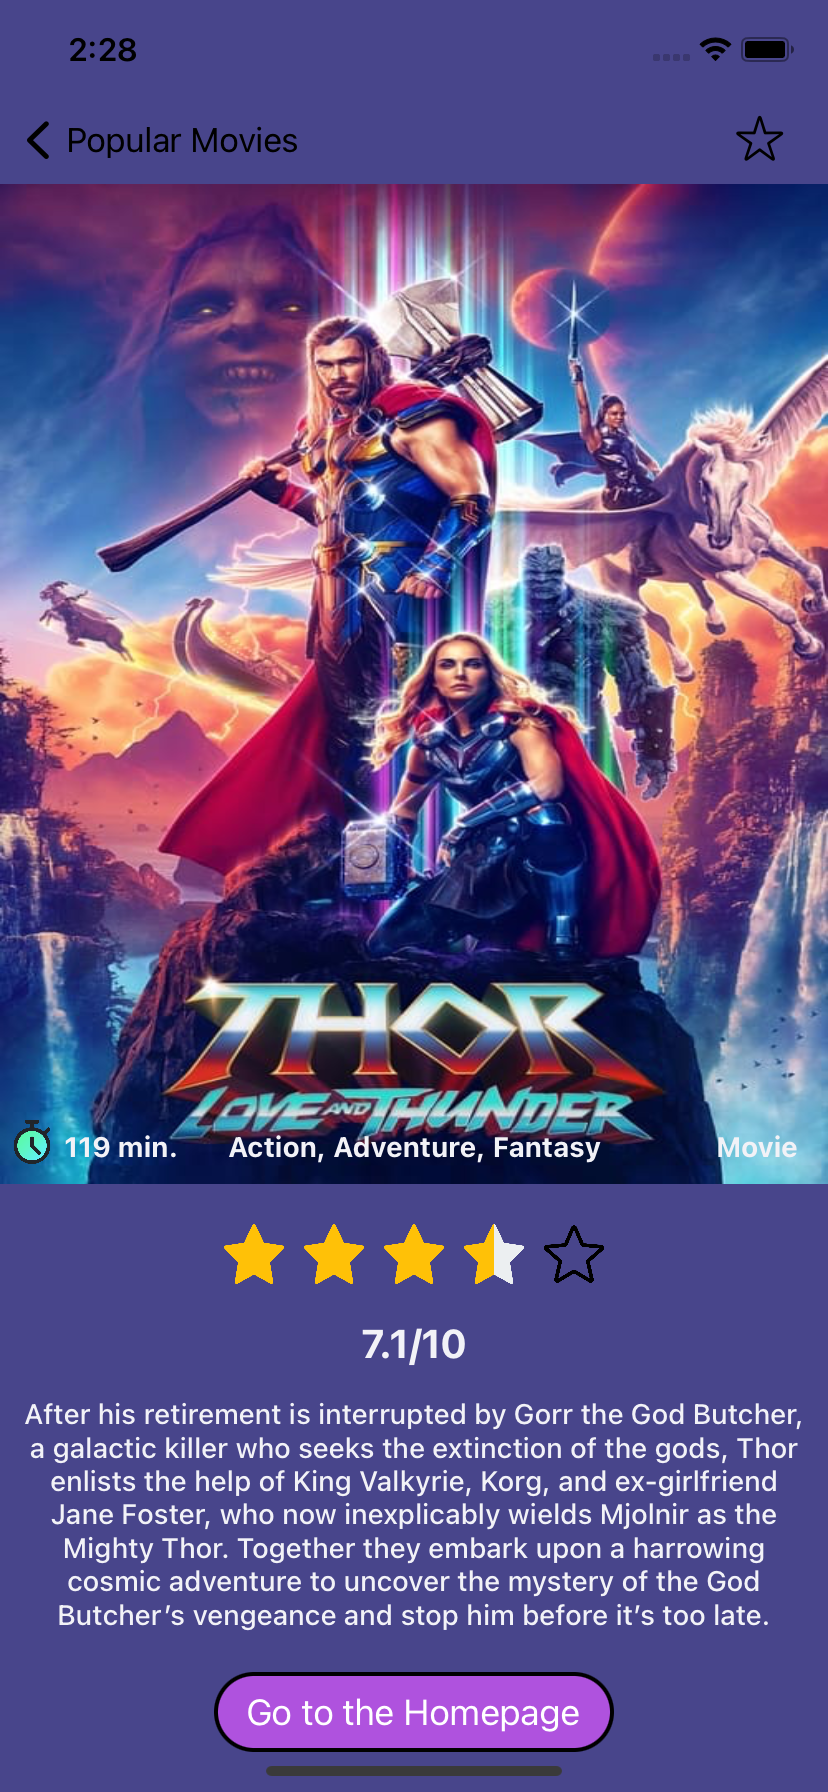 2:28
Popular Movies
THOR
LOVE AND THUNDER
119 min. Action, Adventure, Fantasy Movie
7.1/10
After his retirement is interrupted by Gorr the God Butcher,
a galactic killer who seeks the extinction of the gods, Thor
enlists the help of King Valkyrie, Korg, and ex-girlfriend
Jane Foster, who now inexplicably wields Mjolnir as the
Mighty Thor. Together they embark upon a harrowing
cosmic adventure to uncover the mystery of the God
Butcher’s vengeance and stop him before it’s too late.
Go to the Homepage